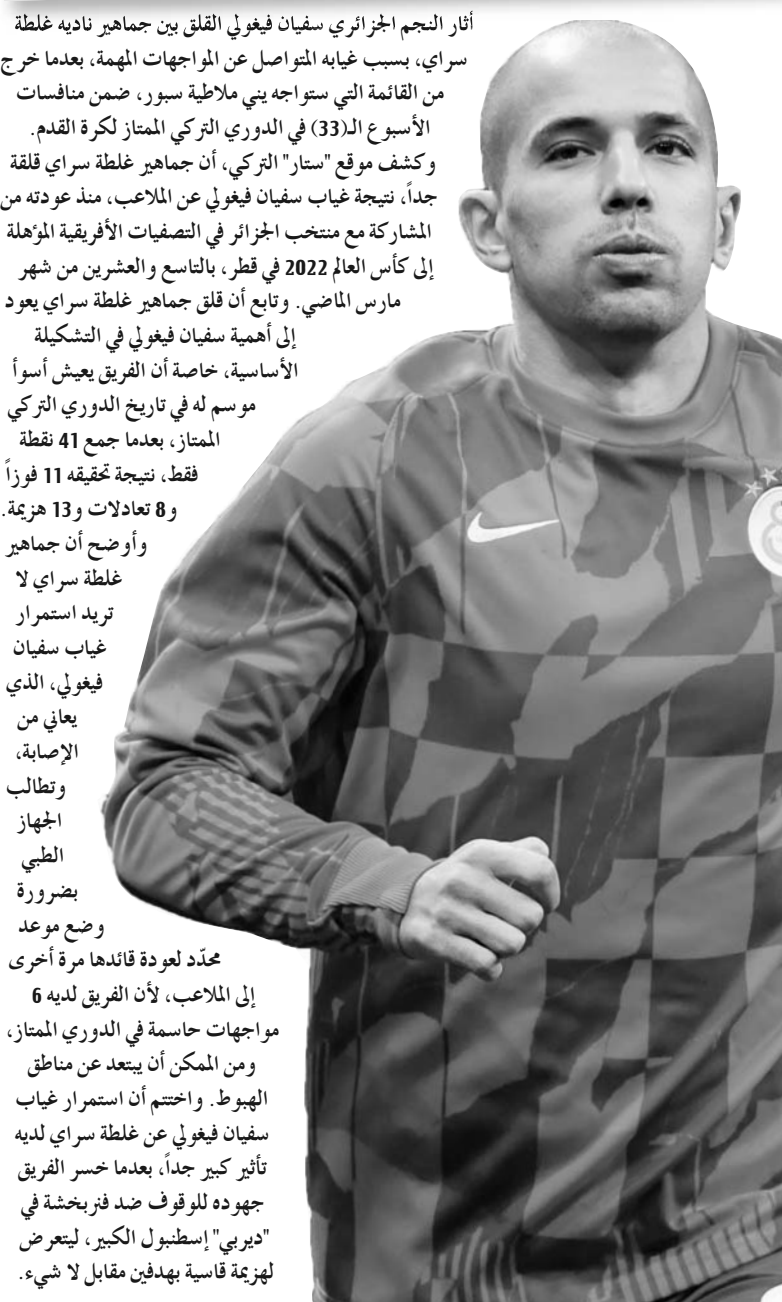 أثار النجم الجزائري سفيان فيغولي القلق بين جماهير ناديه غلطة
سراي، بسبب غيابه المتواصل عن المواجهات المهمة، بعدما خرج
من القائمة التي ستواجه يني ملاطية سبور، ضمن منافسات
الأسبوع الـ(33) في الدوري التركي الممتاز لكرة القدم.
وكشف موقع "ستار" التركي، أن جماهير غلطة سراي قلقة
جداً، نتيجة غياب سفيان فيغولي عن الملاعب، منذ عودته من
المشاركة مع منتخب الجزائر في التصفيات الأفريقية المؤهلة
إلى كأس العالم 2022 في قطر، بالتاسع والعشرين من شهر
مارس الماضي. وتابع أن قلق جماهير غلطة سراي يعود
إلى أهمية سفيان فيغولي في التشكيلة
الأساسية، خاصة أن الفريق يعيش أسوأ
موسم له في تاريخ الدوري التركي
الممتاز، بعدما جمع 41 نقطة
فقط، نتيجة تحقيقه 11 فوزاً
و8 تعادلات و13 هزيمة.
وأوضح أن جماهير
غلطة سراي لا
تريد استمرار
غياب سفيان
فيغولي، الذي
يعاني من
الإصابة،
وتطالب
الجهاز
الطبي
بضرورة
وضع موعد
محدّد لعودة قائدها مرة أخرى
إلى الملاعب، لأن الفريق لديه 6
مواجهات حاسمة في الدوري الممتاز،
ومن الممكن أن يبتعد عن مناطق
الهبوط. واختتم أن استمرار غياب
سفيان فيغولي عن غلطة سراي لديه
تأثير كبير جداً، بعدما خسر الفريق
جهوده للوقوف ضد فنربخشة في
"ديربي" إسطنبول الكبير، ليتعرض
لهزيمة قاسية بهدفين مقابل لا شيء.